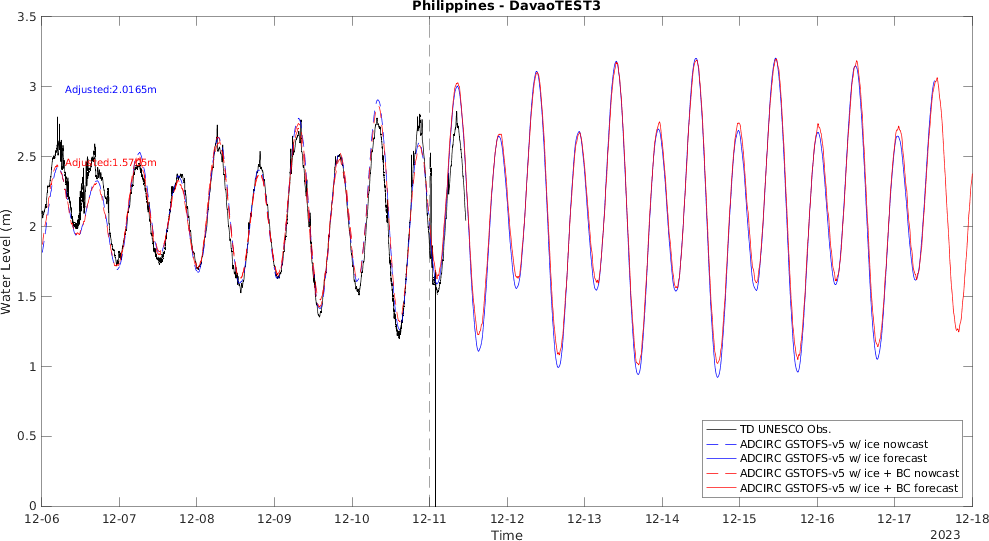 Philippines - DavaoTEST3
3.5
3
2.5
2
1.5
1
0.5
0
Water Level (m)
Adjusted:2.0165m
12-06
12-07
12-08
12-09
12-10
12-11
12-12
12-13
12-14
12-15
12-16
12-17
12-18
Time
2023
TD UNESCO Obs.
ADCIRC GSTOFS-v5 w/ ice nowcast
ADCIRC GSTOFS-v5 w/ ice forecast
ADCIRC GSTOFS-v5 w/ ice + BC nowcast
ADCIRC GSTOFS-v5 w/ ice + BC forecast